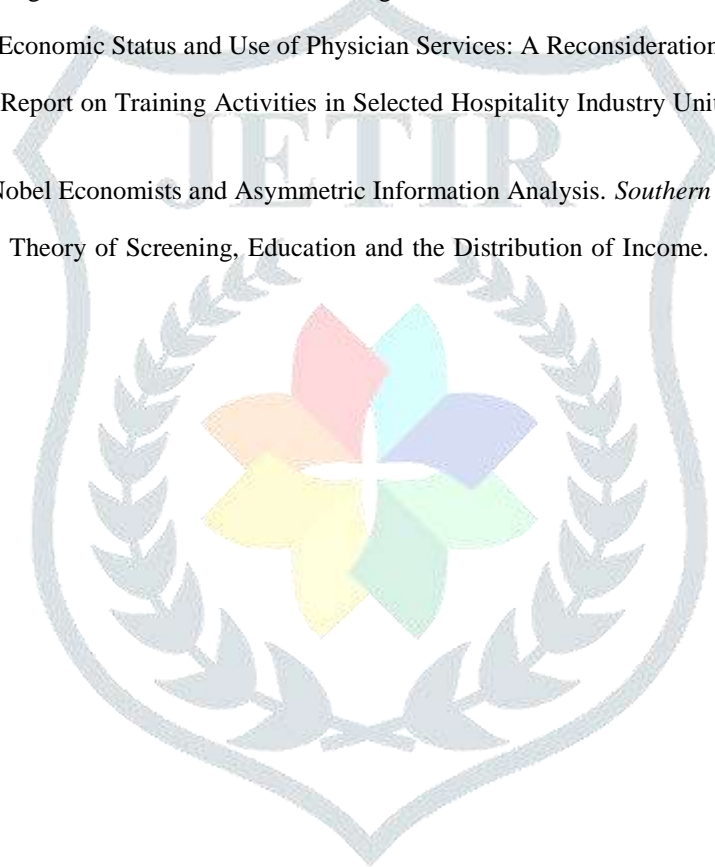 Economic Status and Use of Physician Services: A Reconsideration
Report on Training Activities in Selected Hospitality Industry Unit
JETIR
Nobel Economists and Asymmetric Information Analysis. Southern
Theory of Screening, Education and the Distribution of Income.